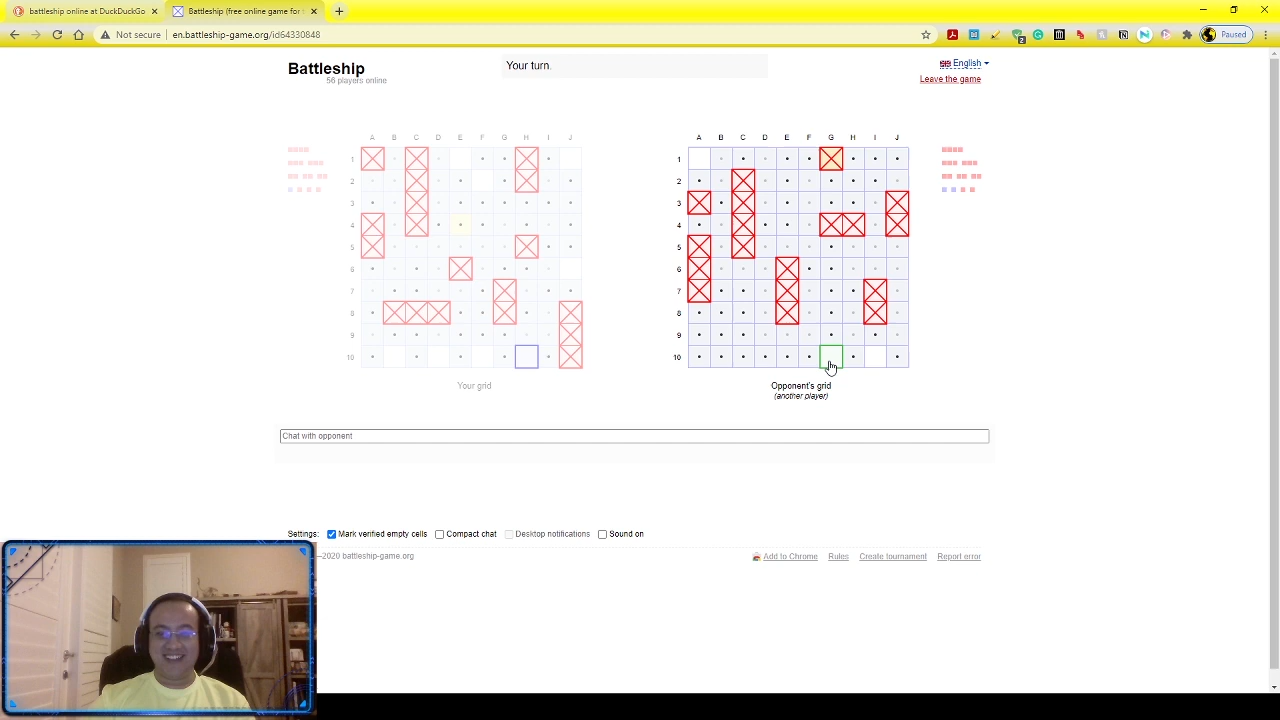 battleship online at DuckDuckGo
Battleship (free online game for t
Not secure | en.battleship-game.org/id64330848
Paused
Battleship
56 players online
Your turn.
English
Leave the game
A B C D E F G H I J
1
2
3
4
5
6
7
8
9
10
Your grid
A B C D E F G H I J
1
2
3
4
5
6
7
8
9
10
Opponent's grid
(another player)
Chat with opponent
Settings: Mark verified empty cells Compact chat Desktop notifications Sound on
–2020 battleship-game.org
Add to Chrome Rules Create tournament Report error